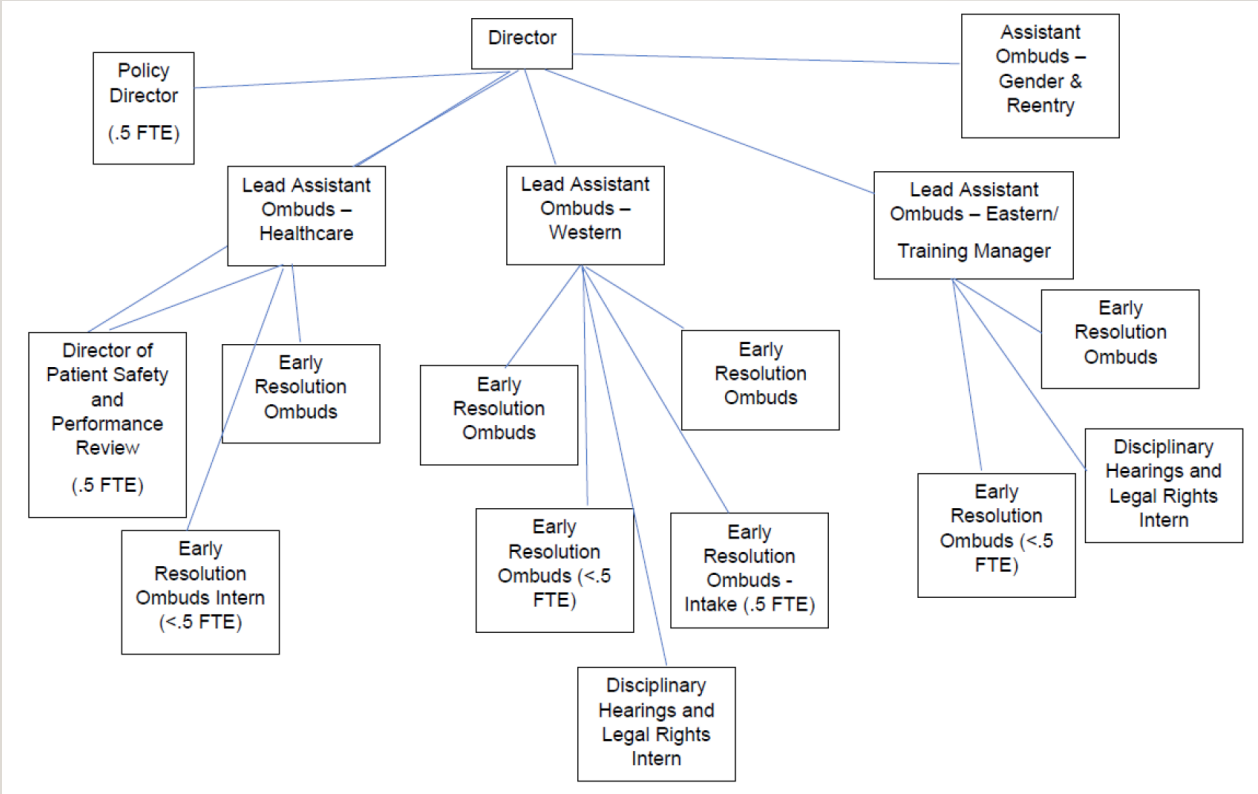 Director
Assistant
Ombuds –
Gender &
Reentry
Policy
Director
(.5 FTE)
Lead Assistant
Ombuds –
Healthcare
Lead Assistant
Ombuds –
Western
Lead Assistant
Ombuds – Eastern/
Training Manager
Director of
Patient Safety
and
Performance
Review
(.5 FTE)
Early
Resolution
Ombuds
Early
Resolution
Ombuds Intern
(<.5 FTE)
Early
Resolution
Ombuds
Early
Resolution
Ombuds
Early
Resolution
Ombuds (<.5
FTE)
Early
Resolution
Ombuds -
Intake (.5 FTE)
Disciplinary
Hearings and
Legal Rights
Intern
Early
Resolution
Ombuds
Disciplinary
Hearings and
Legal Rights
Intern
Early
Resolution
Ombuds (<.5
FTE)